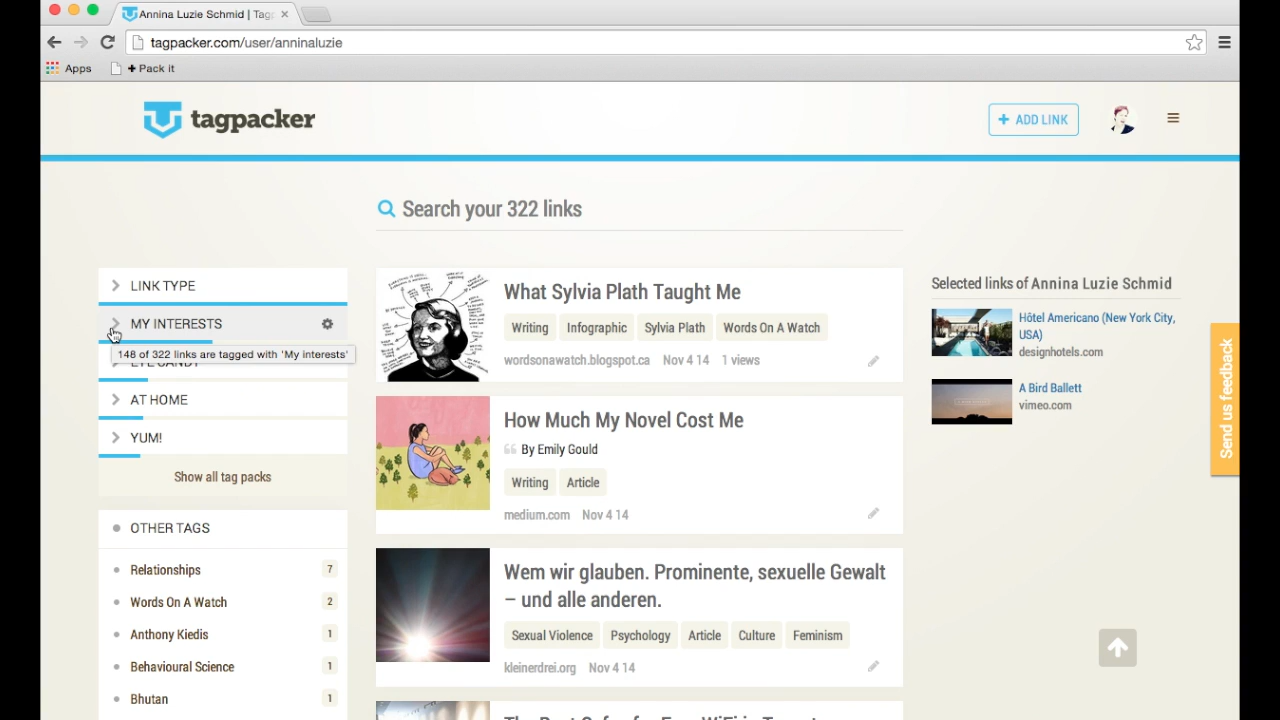 Annina Luzie Schmid | Tag
tagpacker.com/user/anninaluzie
Apps
+ Pack it
tagpacker
+ ADD LINK
Search your 322 links
LINK TYPE
MY INTERESTS
148 of 322 links are tagged with 'My interests'
EYE CANDY
AT HOME
YUM!
Show all tag packs
OTHER TAGS
Relationships 7
Words On A Watch 2
Anthony Kiedis 1
Behavioural Science 1
Bhutan 1
What Sylvia Plath Taught Me
Writing Infographic Sylvia Plath Words On A Watch
wordsonawatch.blogspot.ca Nov 4 14 1 views
How Much My Novel Cost Me
By Emily Gould
Writing Article
medium.com Nov 4 14
Wem wir glauben. Prominente, sexuelle Gewalt
– und alle anderen.
Sexual Violence Psychology Article Culture Feminism
kleinerdrei.org Nov 4 14
Selected links of Annina Luzie Schmid
Hôtel Americano (New York City,
USA)
designhotels.com
A Bird Ballett
vimeo.com
Send us feedback